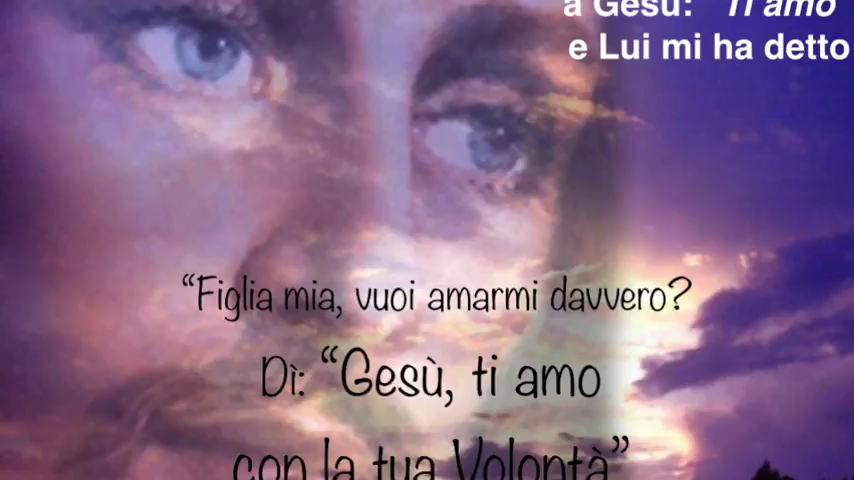 a Gesù: "Ti amo
e Lui mi ha detto
“Figlia mia, vuoi amarmi davvero?
Dì: “Gesù, ti amo
con la tua Volontà”